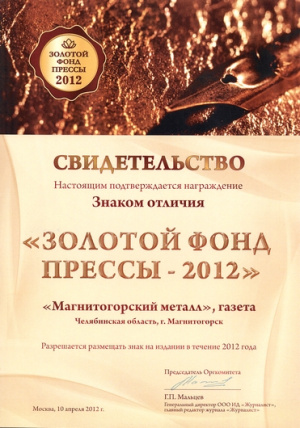 ЗОЛОТОЙ
ФОНД
ПРЕССЫ
2012
СВИДЕТЕЛЬСТВО
Настоящим подтверждается награждение
Знаком отличия
«ЗОЛОТОЙ ФОНД
ПРЕССЫ - 2012»
«Магнитогорский металл», газета
Челябинская область, г. Магнитогорск
Разрешается размещать знак на издании в течение 2012 года
Председатель Оргкомитета
Г.П. Мальцев
Генеральный директор ООО ИД «Журналист»,
главный редактор журнала «Журналист»
Москва, 10 апреля 2012 г.